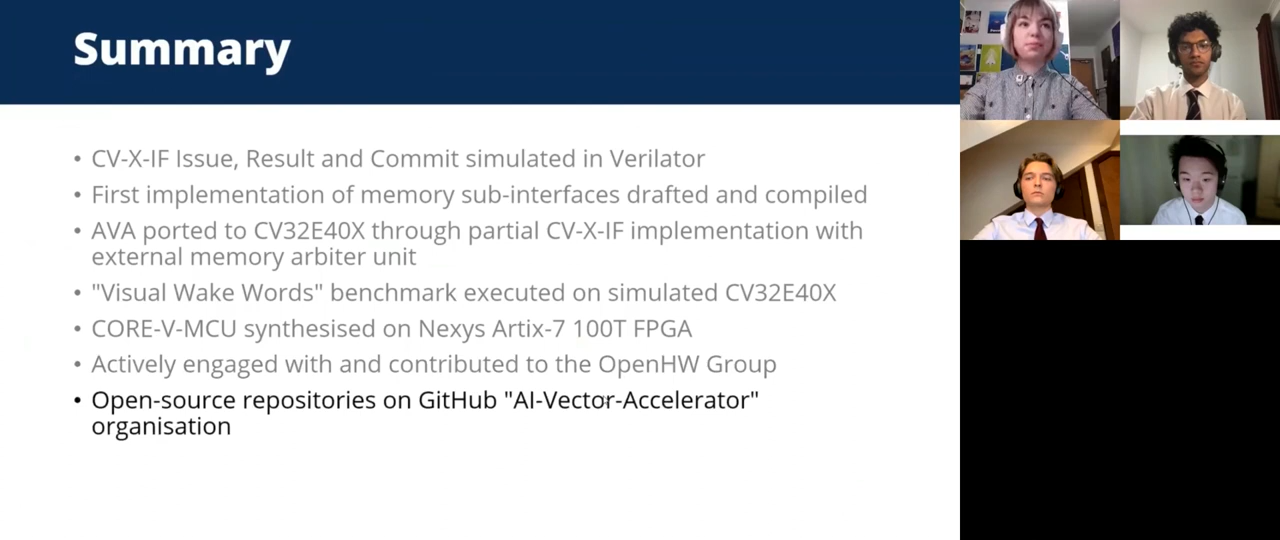 Summary
• CV-X-IF Issue, Result and Commit simulated in Verilator
• First implementation of memory sub-interfaces drafted and compiled
• AVA ported to CV32E40X through partial CV-X-IF implementation with
external memory arbiter unit
• "Visual Wake Words" benchmark executed on simulated CV32E40X
• CORE-V-MCU synthesised on Nexys Artix-7 100T FPGA
• Actively engaged with and contributed to the OpenHW Group
• Open-source repositories on GitHub "AI-Vector-Accelerator"
organisation